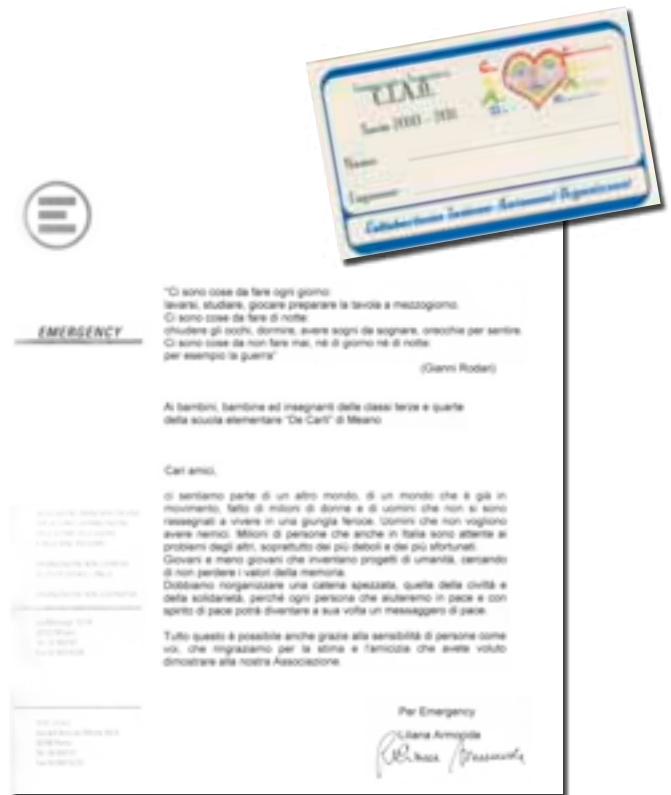 C.I.A.O.
Nome
Cognome
EMERGENCY
"Ci sono cose da fare ogni giorno:
lavarsi, studiare, giocare preparare la tavola a mezzogiorno.
Ci sono cose da fare di notte:
chiudere gli occhi, dormire, avere sogni da sognare, orecchie per sentire.
Ci sono cose da non fare mai, né di giorno né di notte:
per esempio la guerra"
(Gianni Rodari)
Ai bambini, bambine ed insegnanti delle classi terze e quarte
della scuola elementare "De Carli" di Meano
Cari amici,
ci sentiamo parte di un altro mondo, di un mondo che è già in
movimento, fatto di milioni di donne e di uomini che non si sono
rassegnati a vivere in una giungla feroce. Uomini che non vogliono
avere nemici. Milioni di persone che anche in Italia sono attente ai
problemi degli altri, soprattutto dei più deboli e dei più sfortunati.
Giovani e meno giovani che inventano progetti di umanità, cercando
di non perdere i valori della memoria.
Dobbiamo riorganizzare una catena spezzata, quella della civiltà e
della solidarietà, perché ogni persona che aiuteremo in pace e con
spirito di pace potrà diventare a sua volta un messaggero di pace.
Tutto questo è possibile anche grazie alla sensibilità di persone come
voi, che ringraziamo per la stima e l'amicizia che avete voluto
dimostrare alla nostra Associazione.
Per Emergency
Liliana Armocida